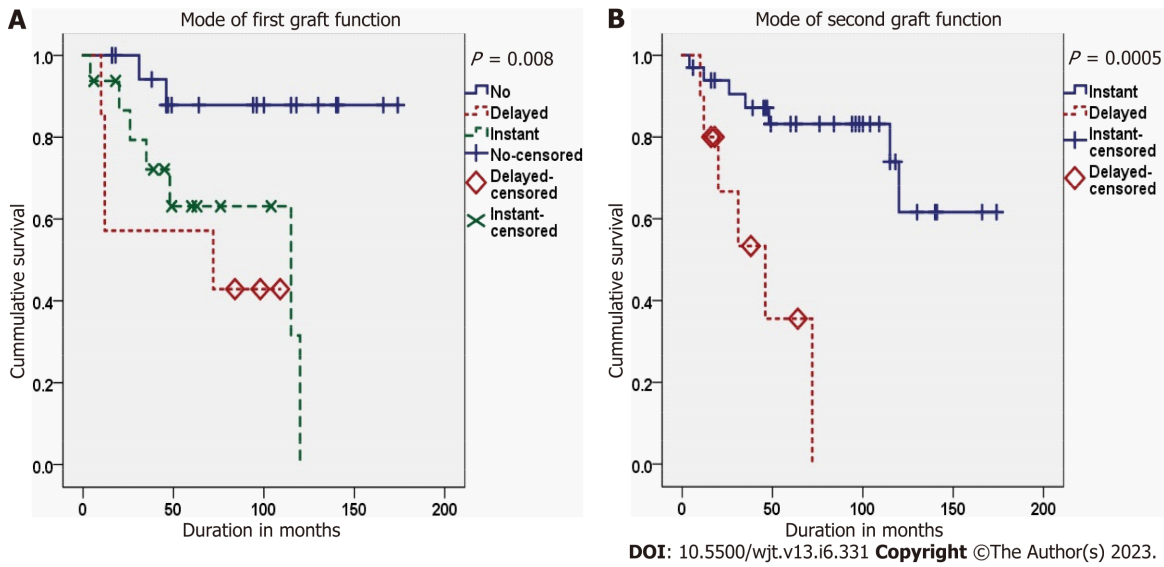 A
Mode of first graft function
1.0
0.8
0.6
0.4
0.2
0.0
Cummulative survival
0 50 100 150 200
Duration in months
P = 0.008
No
Delayed
Instant
No-censored
Delayed-
censored
Instant-
censored
B
Mode of second graft function
1.0
0.8
0.6
0.4
0.2
0.0
Cummulative survival
0 50 100 150 200
Duration in months
P = 0.0005
Instant
Delayed
Instant-
censored
Delayed-
censored
DOI: 10.5500/wjt.v13.i6.331 Copyright ©The Author(s) 2023.